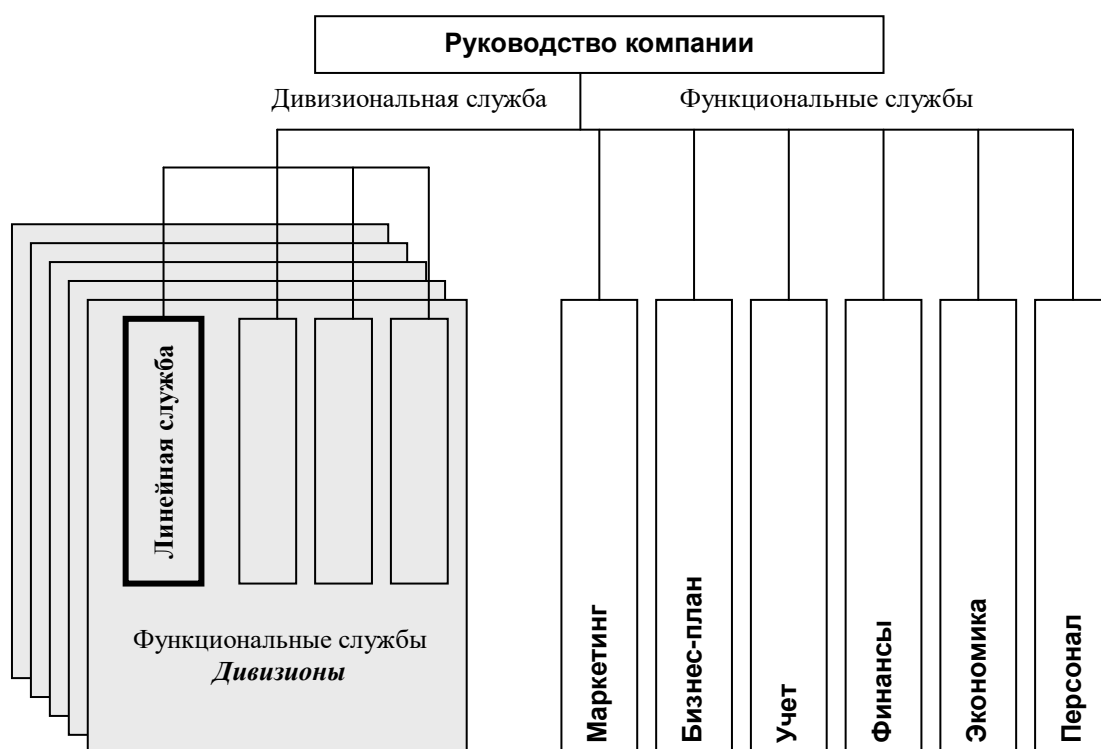 Руководство компании
Дивизиональная служба
Функциональные службы
Линейная служба
Функциональные службы
Дивизионы
Маркетинг
Бизнес-план
Учет
Финансы
Экономика
Персонал